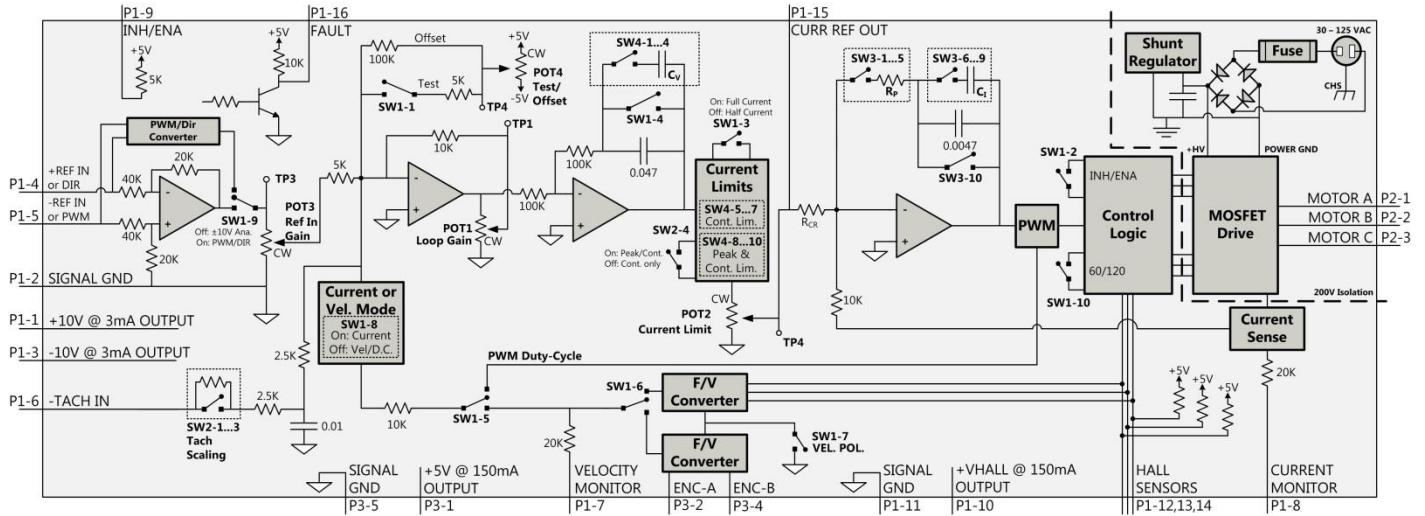 P1-9
INH/ENA
P1-16
FAULT
P1-15
CURR REF OUT
+5V
5K
+5V
10K
PWM/Dir
Converter
20K
P1-4
+REF IN
or DIR
P1-5
-REF IN
or PWM
40K
40K
-
+
20K
SW1-9
Off: ±10V Ana.
On: PWM/DIR
TP3
POT3
Ref In
Gain
CW
P1-2
SIGNAL GND
P1-1
+10V @ 3mA OUTPUT
P1-3
-10V @ 3mA OUTPUT
P1-6
-TACH IN
SW2-1...3
Tach
Scaling
2.5K
2.5K
0.01
5K
100K
Offset
Test
SW1-1
5K
TP4
+5V
CW
-5V
POT4
Test/
Offset
TP1
10K
-
+
POT1
Loop Gain
CW
100K
SW4-1...4
CV
SW1-4
100K
0.047
-
+
On: Full Current
Off: Half Current
SW1-3
Current
Limits
SW4-5...7
Cont. Lim.
SW4-8...10
Peak &
Cont. Lim.
SW2-4
On: Peak/Cont.
Off: Cont. only
CW
POT2
Current Limit
TP4
SW3-1...5
RP
SW3-6...9
CI
0.0047
SW3-10
RCR
-
+
10K
PWM
SW1-2
INH/ENA
Control
Logic
60/120
SW1-10
Shunt
Regulator
Fuse
30 – 125 VAC
CHS
+HV
POWER GND
MOSFET
Drive
MOTOR A
P2-1
MOTOR B
P2-2
MOTOR C
P2-3
200V Isolation
Current
Sense
20K
Current or
Vel. Mode
SW1-8
On: Current
Off: Vel/D.C.
10K
PWM Duty-Cycle
SW1-5
20K
SW1-6
F/V
Converter
F/V
Converter
SW1-7
VEL. POL.
+5V
+5V
+5V
SIGNAL
GND
P3-5
+5V @ 150mA
OUTPUT
P3-1
VELOCITY
MONITOR
P1-7
ENC-A
P3-2
ENC-B
P3-4
SIGNAL
GND
P1-11
+VHALL @ 150mA
OUTPUT
P1-10
HALL
SENSORS
P1-12,13,14
CURRENT
MONITOR
P1-8